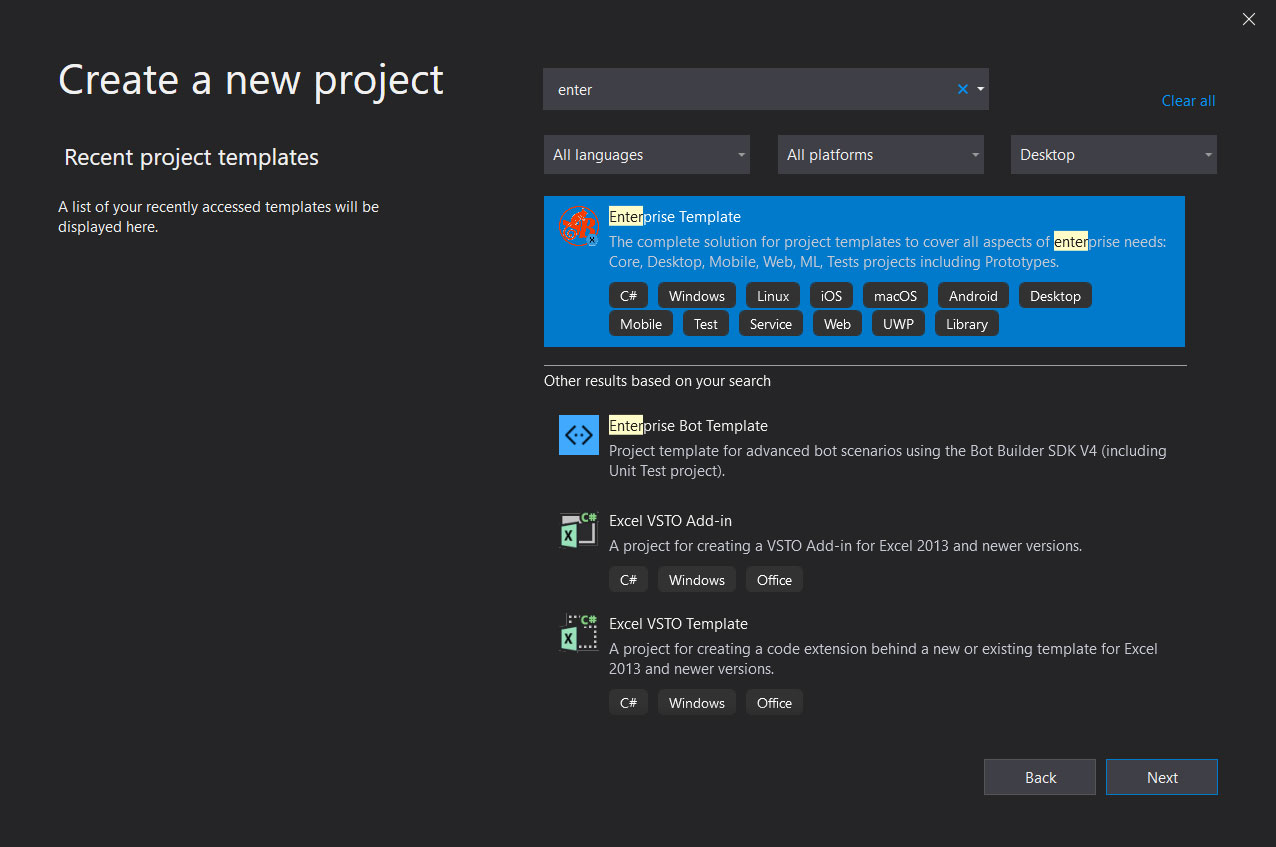 Create a new project
Recent project templates
A list of your recently accessed templates will be
displayed here.
enter
Clear all
All languages
All platforms
Desktop
Enterprise Template
The complete solution for project templates to cover all aspects of enterprise needs:
Core, Desktop, Mobile, Web, ML, Tests projects including Prototypes.
C# Windows Linux iOS macOS Android Desktop
Mobile Test Service Web UWP Library
Other results based on your search
Enterprise Bot Template
Project template for advanced bot scenarios using the Bot Builder SDK V4 (including
Unit Test project).
C#
X
Excel VSTO Add-in
A project for creating a VSTO Add-in for Excel 2013 and newer versions.
C# Windows Office
C#
X
Excel VSTO Template
A project for creating a code extension behind a new or existing template for Excel
2013 and newer versions.
C# Windows Office
Back
Next